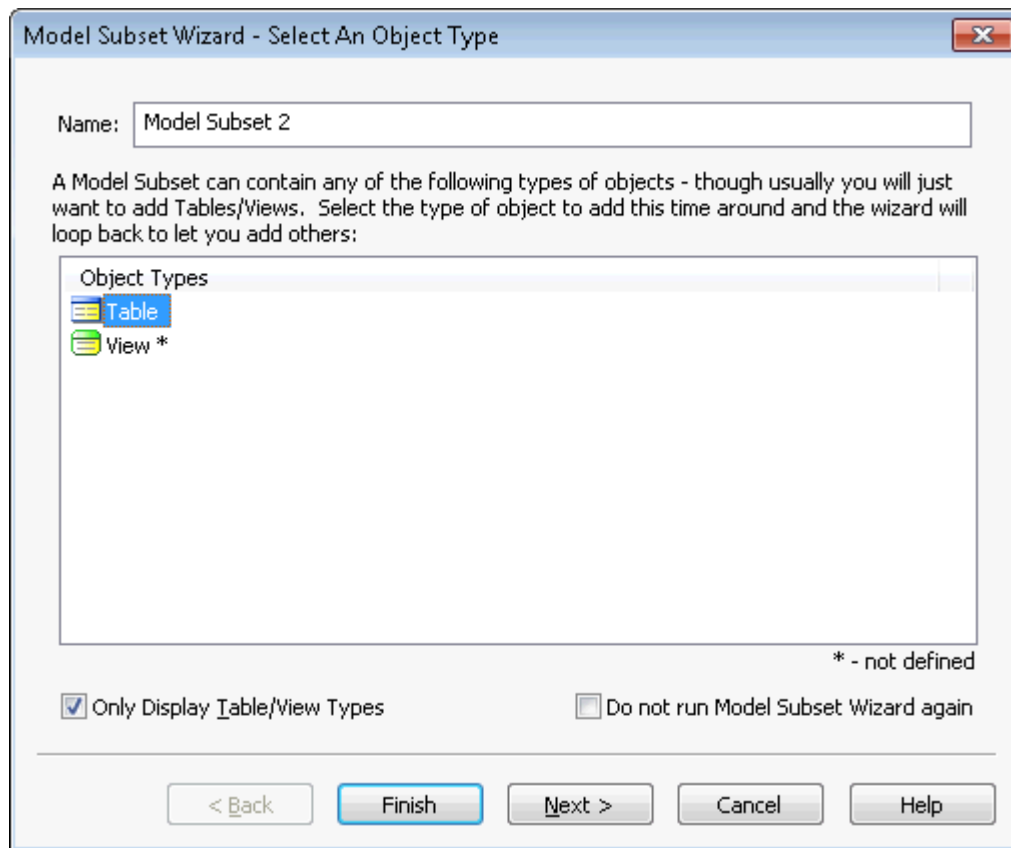 Model Subset Wizard - Select An Object Type
Name: Model Subset 2
A Model Subset can contain any of the following types of objects - though usually you will just
want to add Tables/Views. Select the type of object to add this time around and the wizard will
loop back to let you add others:
Object Types
Table
View *
* - not defined
Only Display Table/View Types Do not run Model Subset Wizard again
< Back Finish Next > Cancel Help